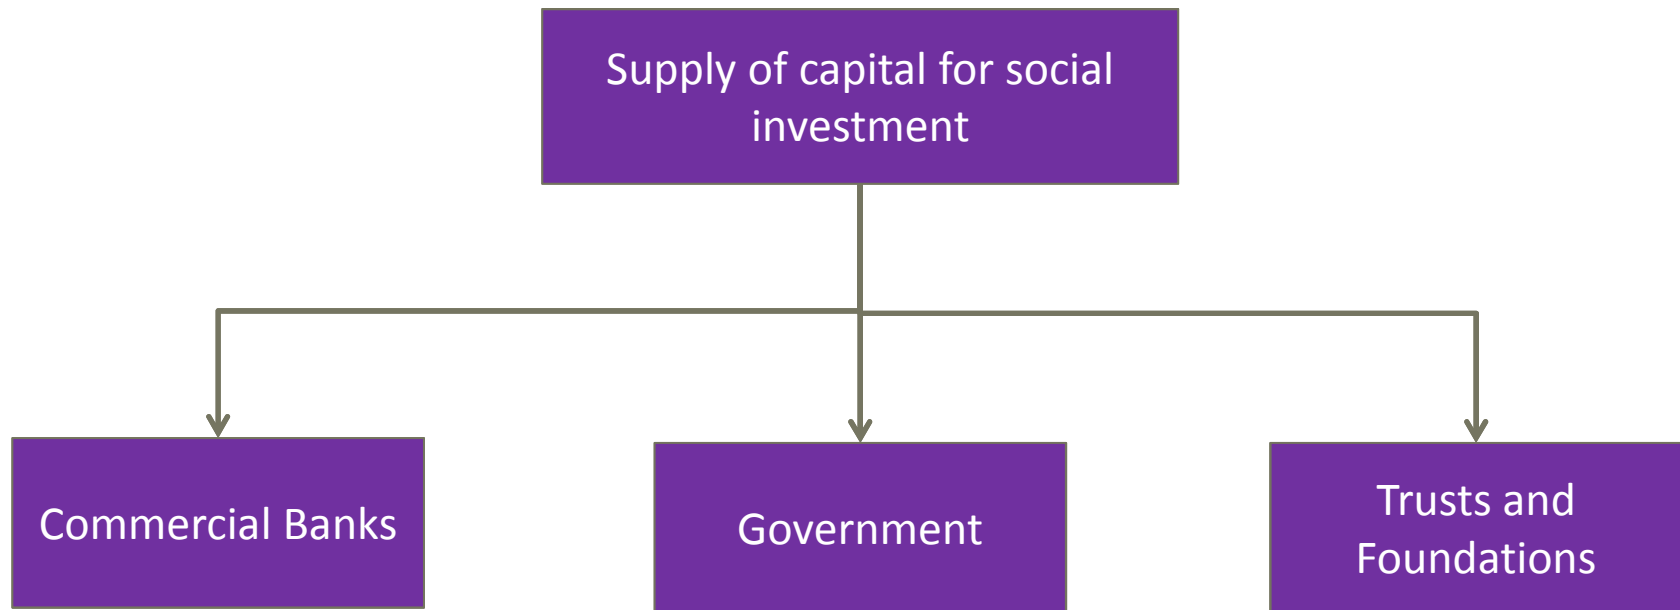 Supply of capital for social
investment
Commercial Banks
Government
Trusts and
Foundations